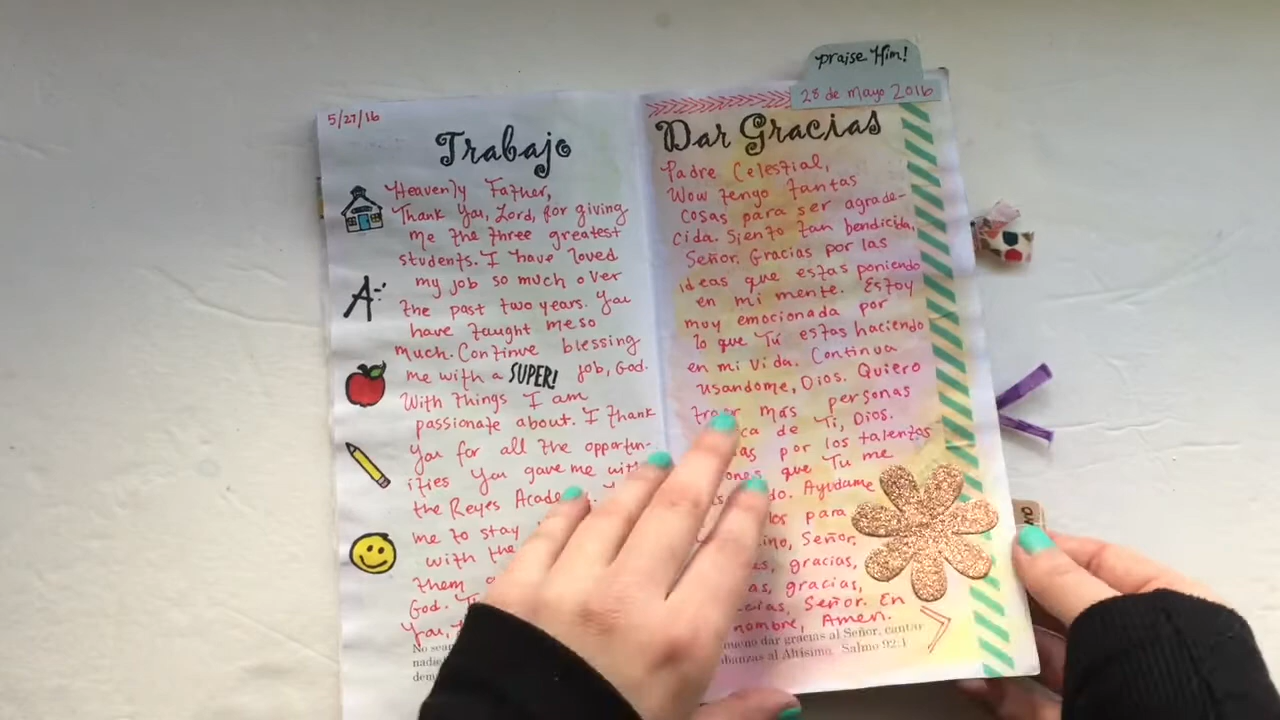 5/27/16
Trabajo
Heavenly Father,
Thank You, Lord, for giving
me the three greatest
students. I have loved
my job so much over
the past two years. You
have taught me so
much. Continue blessing
me with a SUPER! job, God.
With things I am
passionate about. I thank
You for all the opportun-
ities You gave me with
the Reyes
me to stay
with the
them
God.
You,
No
praise Him!
28 de mayo 2016
Dar Gracias
Padre Celestial,
Wow tengo tantas
cosas para ser agrade-
cida. Siento tan bendicida,
Señor. Gracias por las
ideas que estas poniendo
en mi mente. Estoy
muy emocionada por
lo que Tú estas haciendo
en mi vida. Continua
usandome, Dios. Quiero
traer más personas
de Ti, Dios.
por los talentos
que Tu me
Ayudame
para
Señor.
gracias,
gracias,
Señor. En
nombre, Amen.
dar gracias al Señor, cantar
al Altísimo. Salmo 92:1